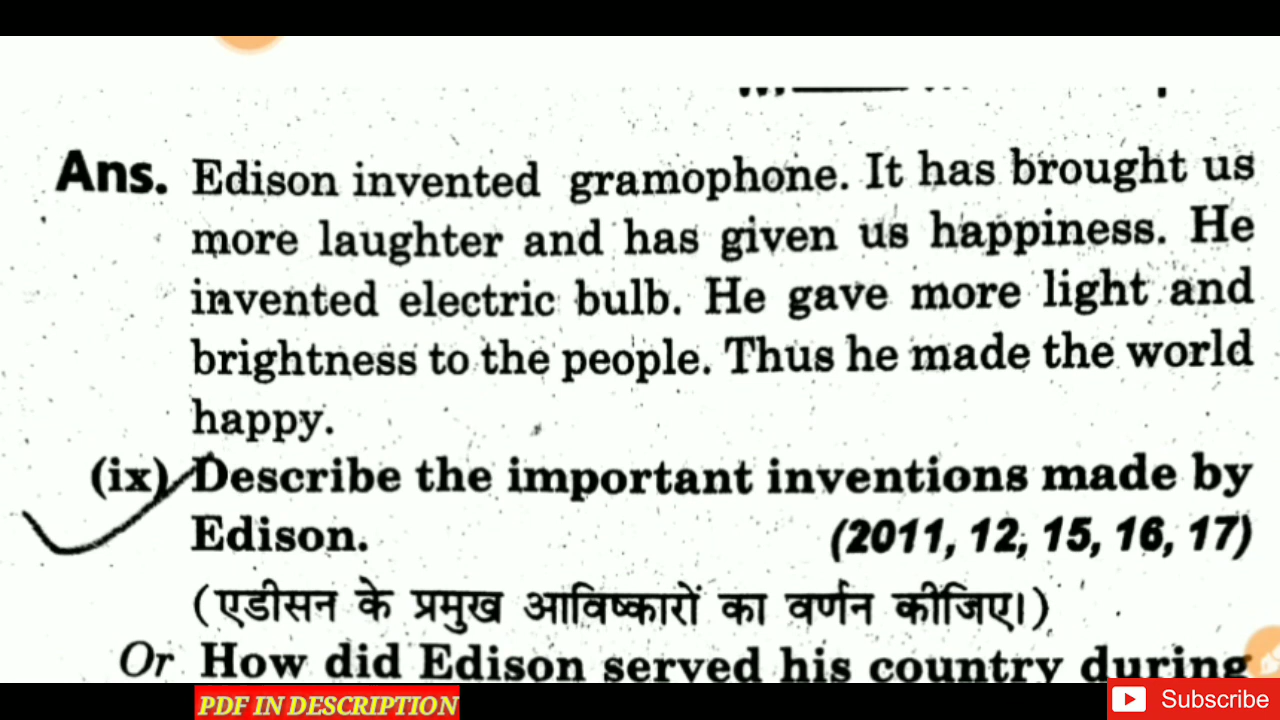 Ans. Edison invented gramophone. It has brought us
more laughter and has given us happiness. He
invented electric bulb. He gave more light and
brightness to the people. Thus he made the world
happy.
(ix) Describe the important inventions made by
Edison. (2011, 12, 15, 16, 17)
(एडीसन के प्रमुख आविष्कारों का वर्णन कीजिए।)
Or How did Edison served his country during
PDF IN DESCRIPTION
Subscribe